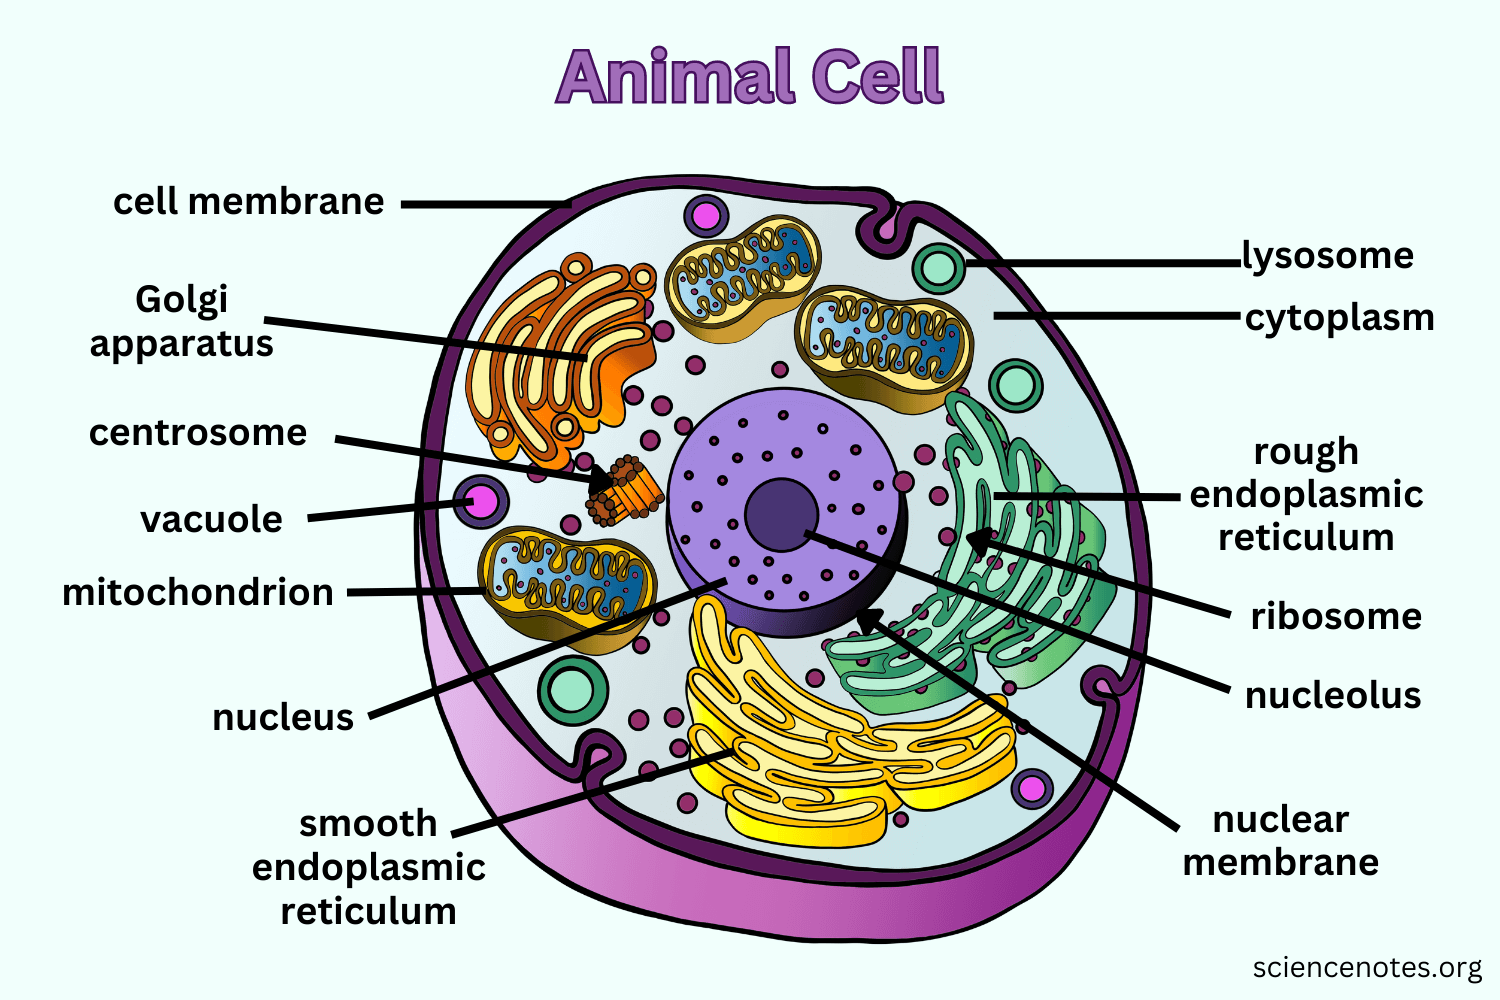 Animal Cell
cell membrane
Golgi
apparatus
centrosome
vacuole
mitochondrion
nucleus
smooth
endoplasmic
reticulum
lysosome
cytoplasm
rough
endoplasmic
reticulum
ribosome
nucleolus
nuclear
membrane
sciencenotes.org